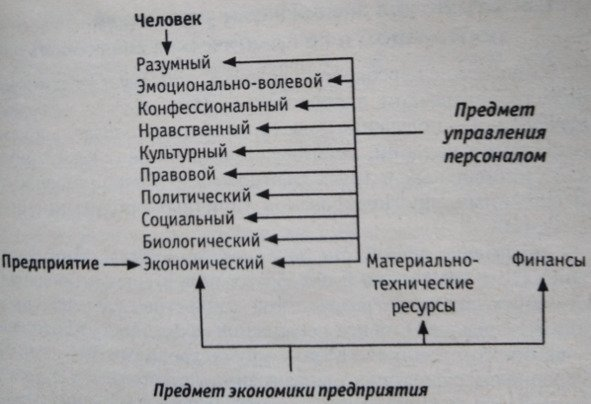 Человек
Разумный
Эмоционально-волевой
Конфессиональный
Нравственный
Культурный
Правовой
Политический
Социальный
Биологический
Предприятие
Экономический
Предмет
управления
персоналом
Материально-
технические
ресурсы
Финансы
Предмет экономики предприятия